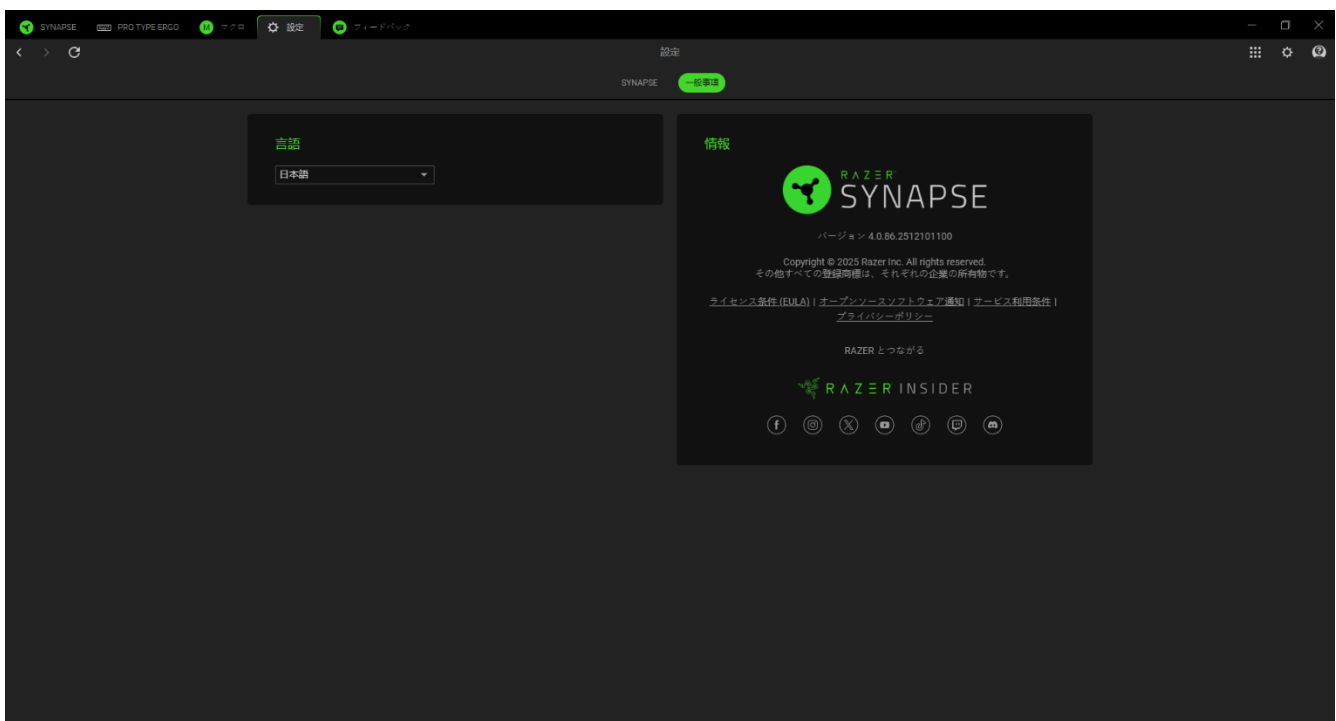 SYNAPSE
PRO TYPE ERGO
マクロ
設定
フィードバック
設定
SYNAPSE
一般事項
言語
日本語
情報
RAZER
SYNAPSE
バージョン 4.0.86.2512101100
Copyright © 2025 Razer Inc. All rights reserved.
その他すべての登録商標は、それぞれの企業の所有物です。
ライセンス条件 (EULA) | オープンソースソフトウェア通知 | サービス利用条件 |
プライバシーポリシー
RAZER とつながる
RAZER INSIDER